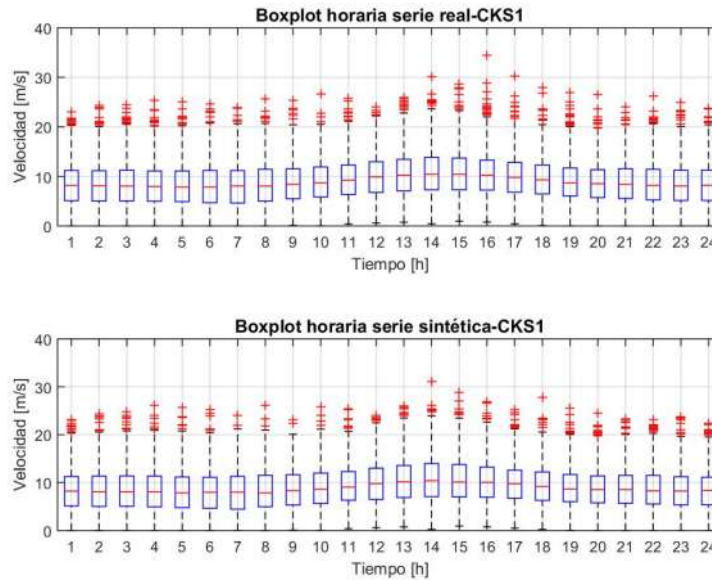 Boxplot horaria serie real-CKS1
40
30
20
10
0
Velocidad [m/s]
1 2 3 4 5 6 7 8 9 10 11 12 13 14 15 16 17 18 19 20 21 22 23 24
Tiempo [h]
Boxplot horaria serie sintética-CKS1
40
30
20
10
0
Velocidad [m/s]
1 2 3 4 5 6 7 8 9 10 11 12 13 14 15 16 17 18 19 20 21 22 23 24
Tiempo [h]